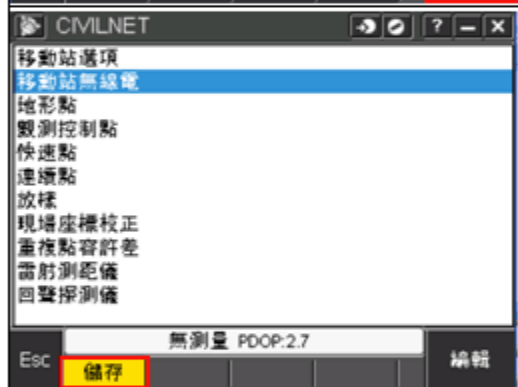 CIVILNET ? – x
移動站選項
移動站無線電
地形點
觀測控制點
快速點
連續點
放樣
現場座標校正
重複點容許差
雷射測距儀
回聲探測儀
無測量 PDOP:2.7
Esc 儲存 編輯